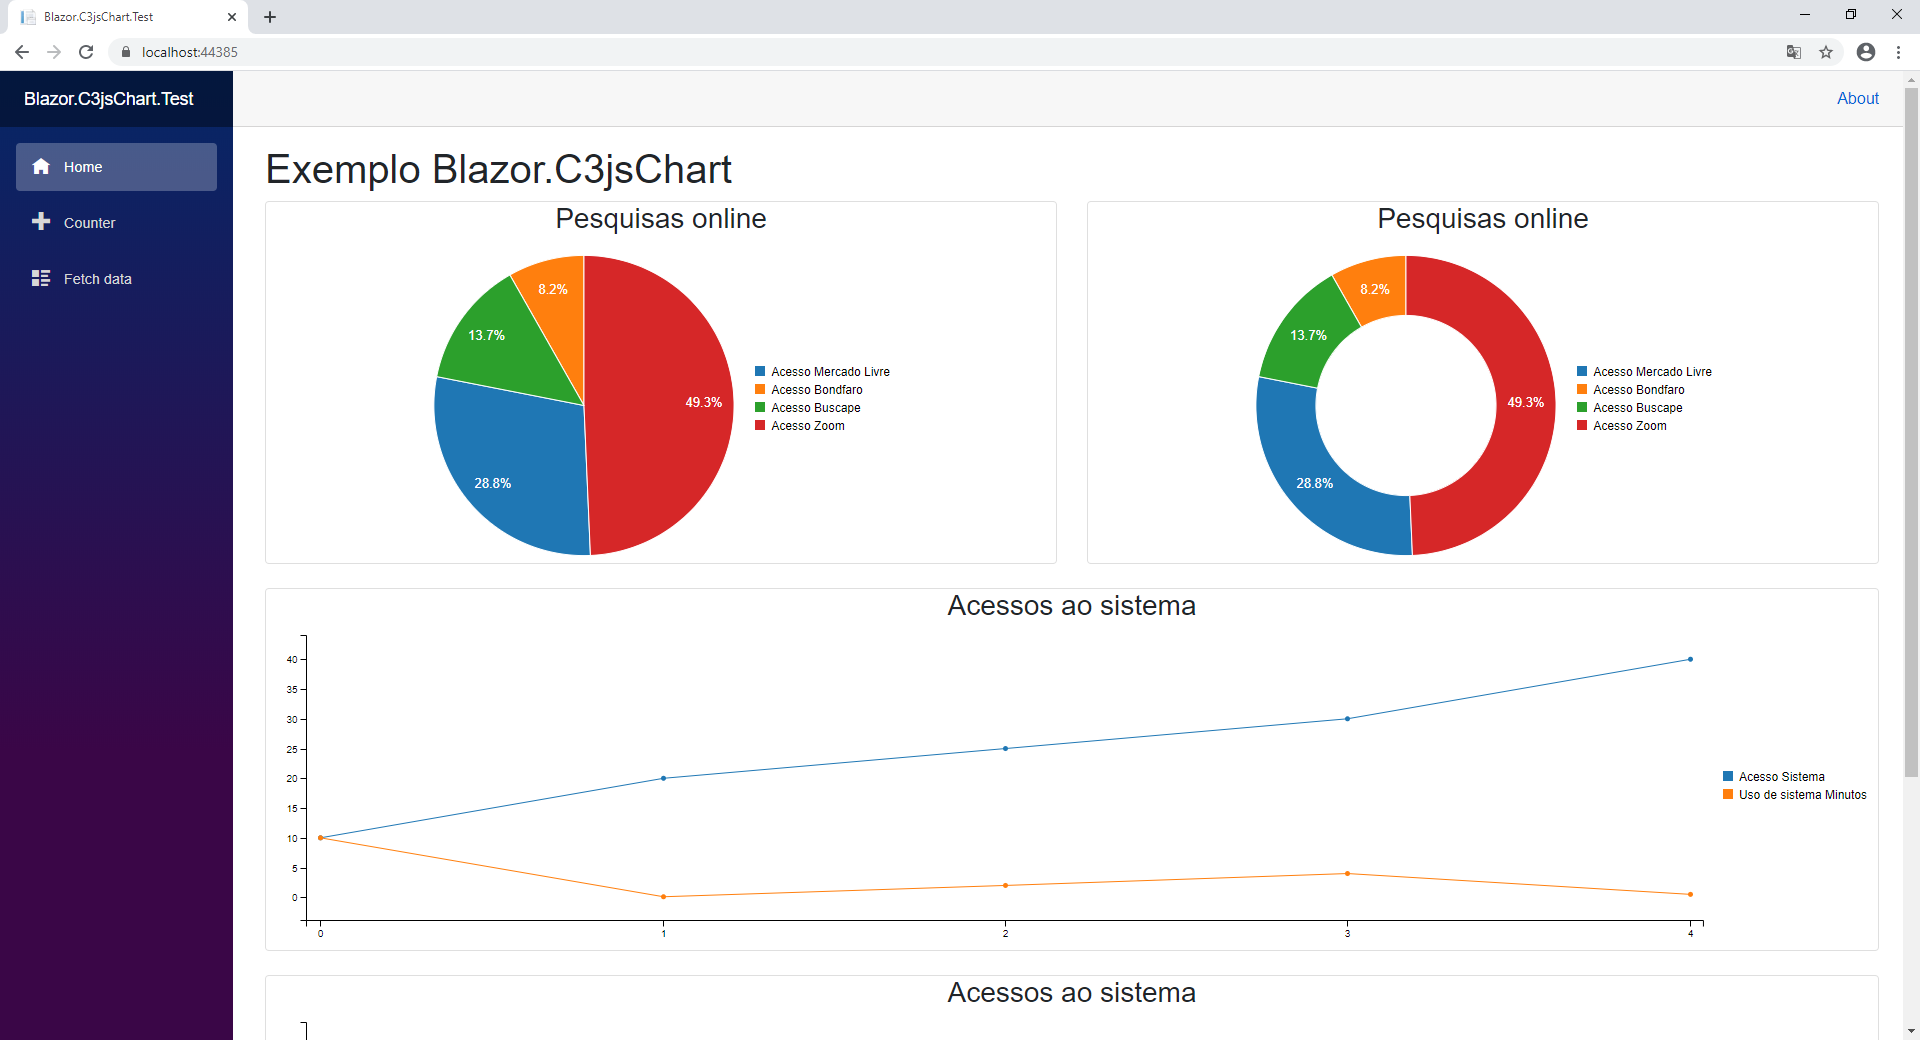 Blazor.C3jsChart.Test
localhost:44385
Blazor.C3jsChart.Test
About
Home
Counter
Fetch data
Exemplo Blazor.C3jsChart
Pesquisas online
8.2%
13.7%
49.3%
28.8%
Acesso Mercado Livre
Acesso Bondfaro
Acesso Buscape
Acesso Zoom
Pesquisas online
8.2%
13.7%
49.3%
28.8%
Acesso Mercado Livre
Acesso Bondfaro
Acesso Buscape
Acesso Zoom
Acessos ao sistema
40
35
30
25
20
15
10
5
0
0 1 2 3 4
Acesso Sistema
Uso de sistema Minutos
Acessos ao sistema